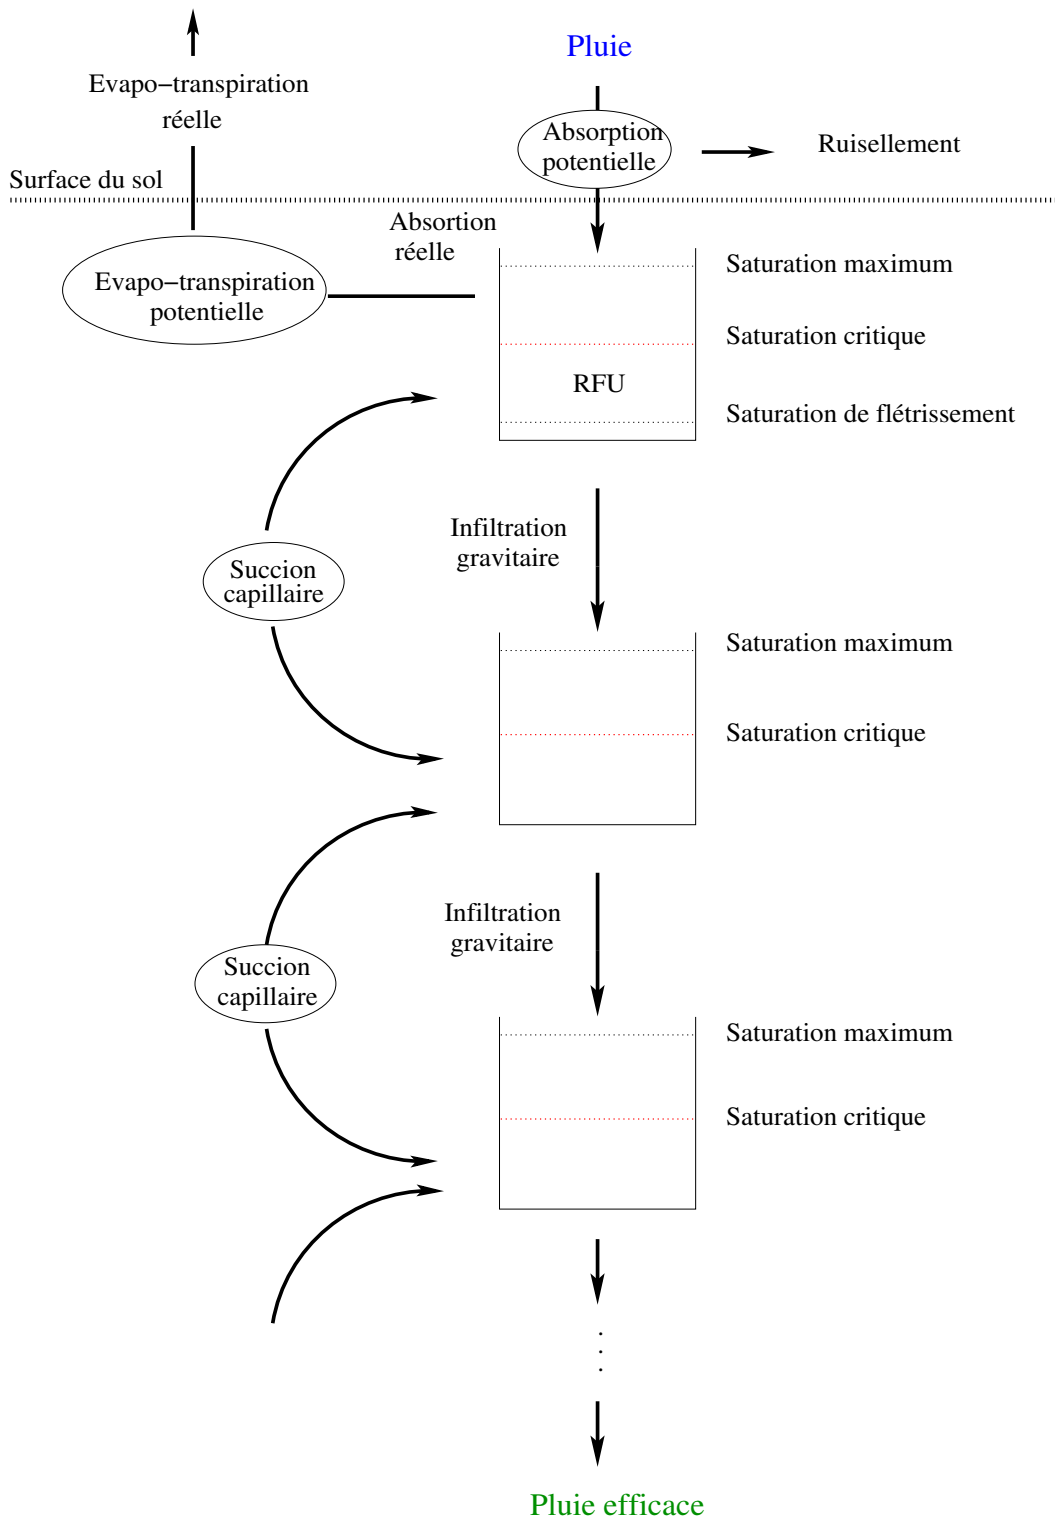 Pluie
Evapo−transpiration
réelle
Absorption
potentielle
Ruisellement
Surface du sol
Absortion
réelle
Evapo−transpiration
potentielle
Saturation maximum
Saturation critique
RFU
Saturation de flétrissement
Infiltration
gravitaire
Succion
capillaire
Saturation maximum
Saturation critique
Infiltration
gravitaire
Succion
capillaire
Saturation maximum
Saturation critique
Pluie efficace